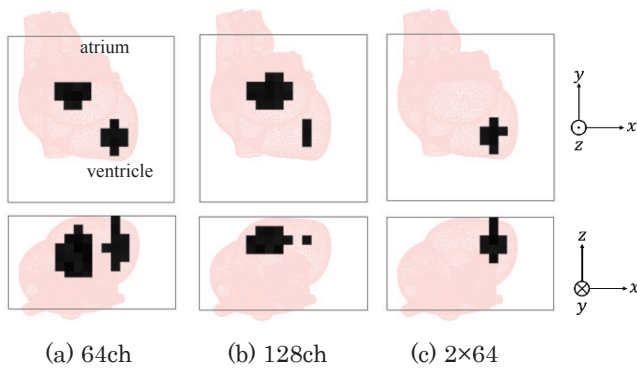 atrium
ventricle
y
x
z
z
x
y
(a) 64ch
(b) 128ch
(c) 2×64